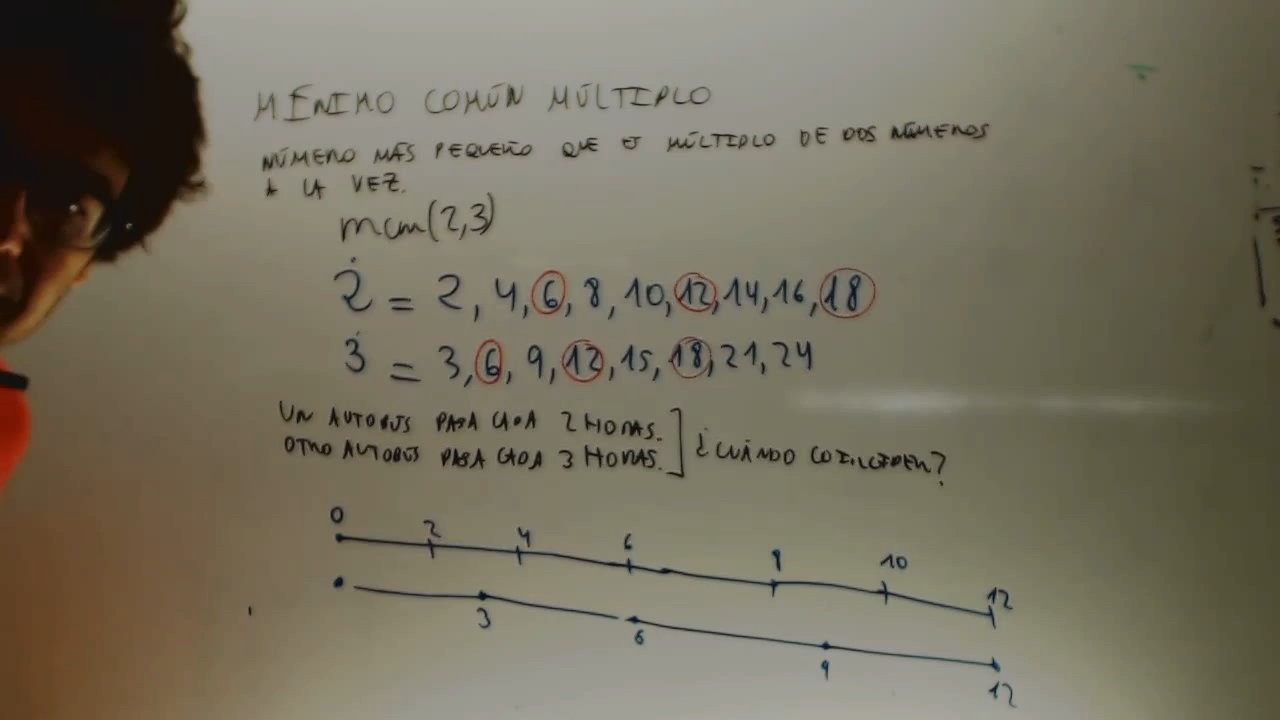 MÍNIMO COMÚN MÚLTIPLO
NÚMERO MÁS PEQUEÑO QUE ES MÚLTIPLO DE DOS NÚMEROS
A LA VEZ.
mcm(2,3)
2̇ = 2, 4, 6, 8, 10, 12, 14, 16, 18
3̇ = 3, 6, 9, 12, 15, 18, 21, 24
UN AUTOBUS PASA CADA 2 HORAS.
OTRO AUTOBUS PASA CADA 3 HORAS.
¿CUÁNDO COINCIDEN?
0 2 4 6 8 10 12
3 6 9 12